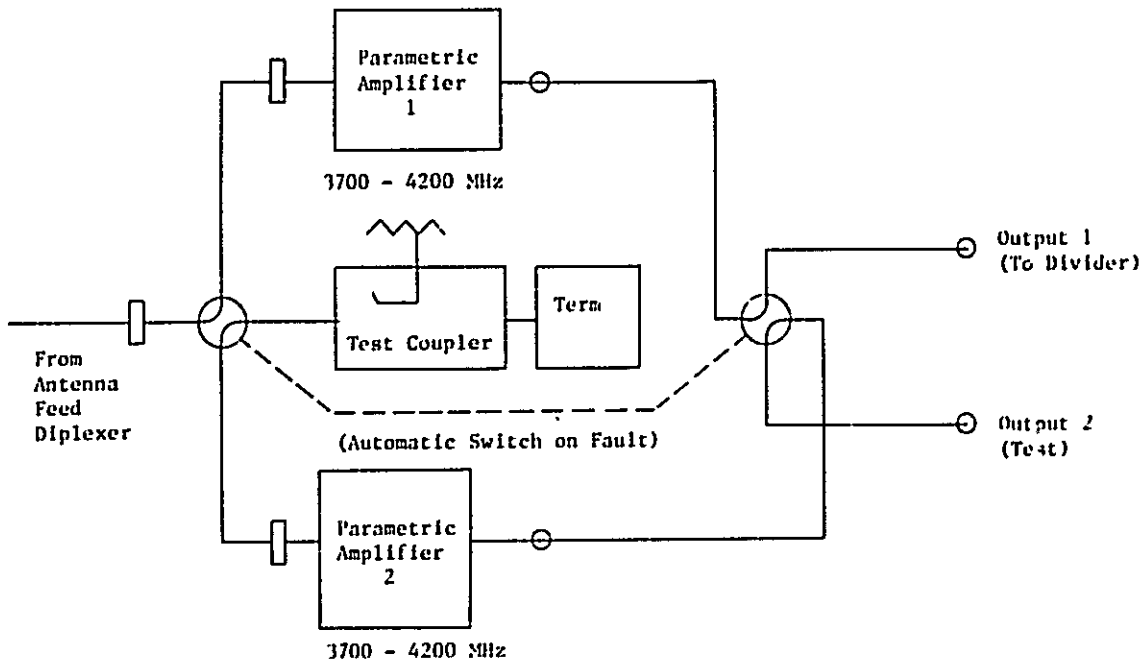 Parametric
Amplifier
1
3700 - 4200 MHz
From
Antenna
Feed
Diplexer
Test Coupler
Term
Output 1
(To Divider)
(Automatic Switch on Fault)
Output 2
(Test)
Parametric
Amplifier
2
3700 - 4200 MHz